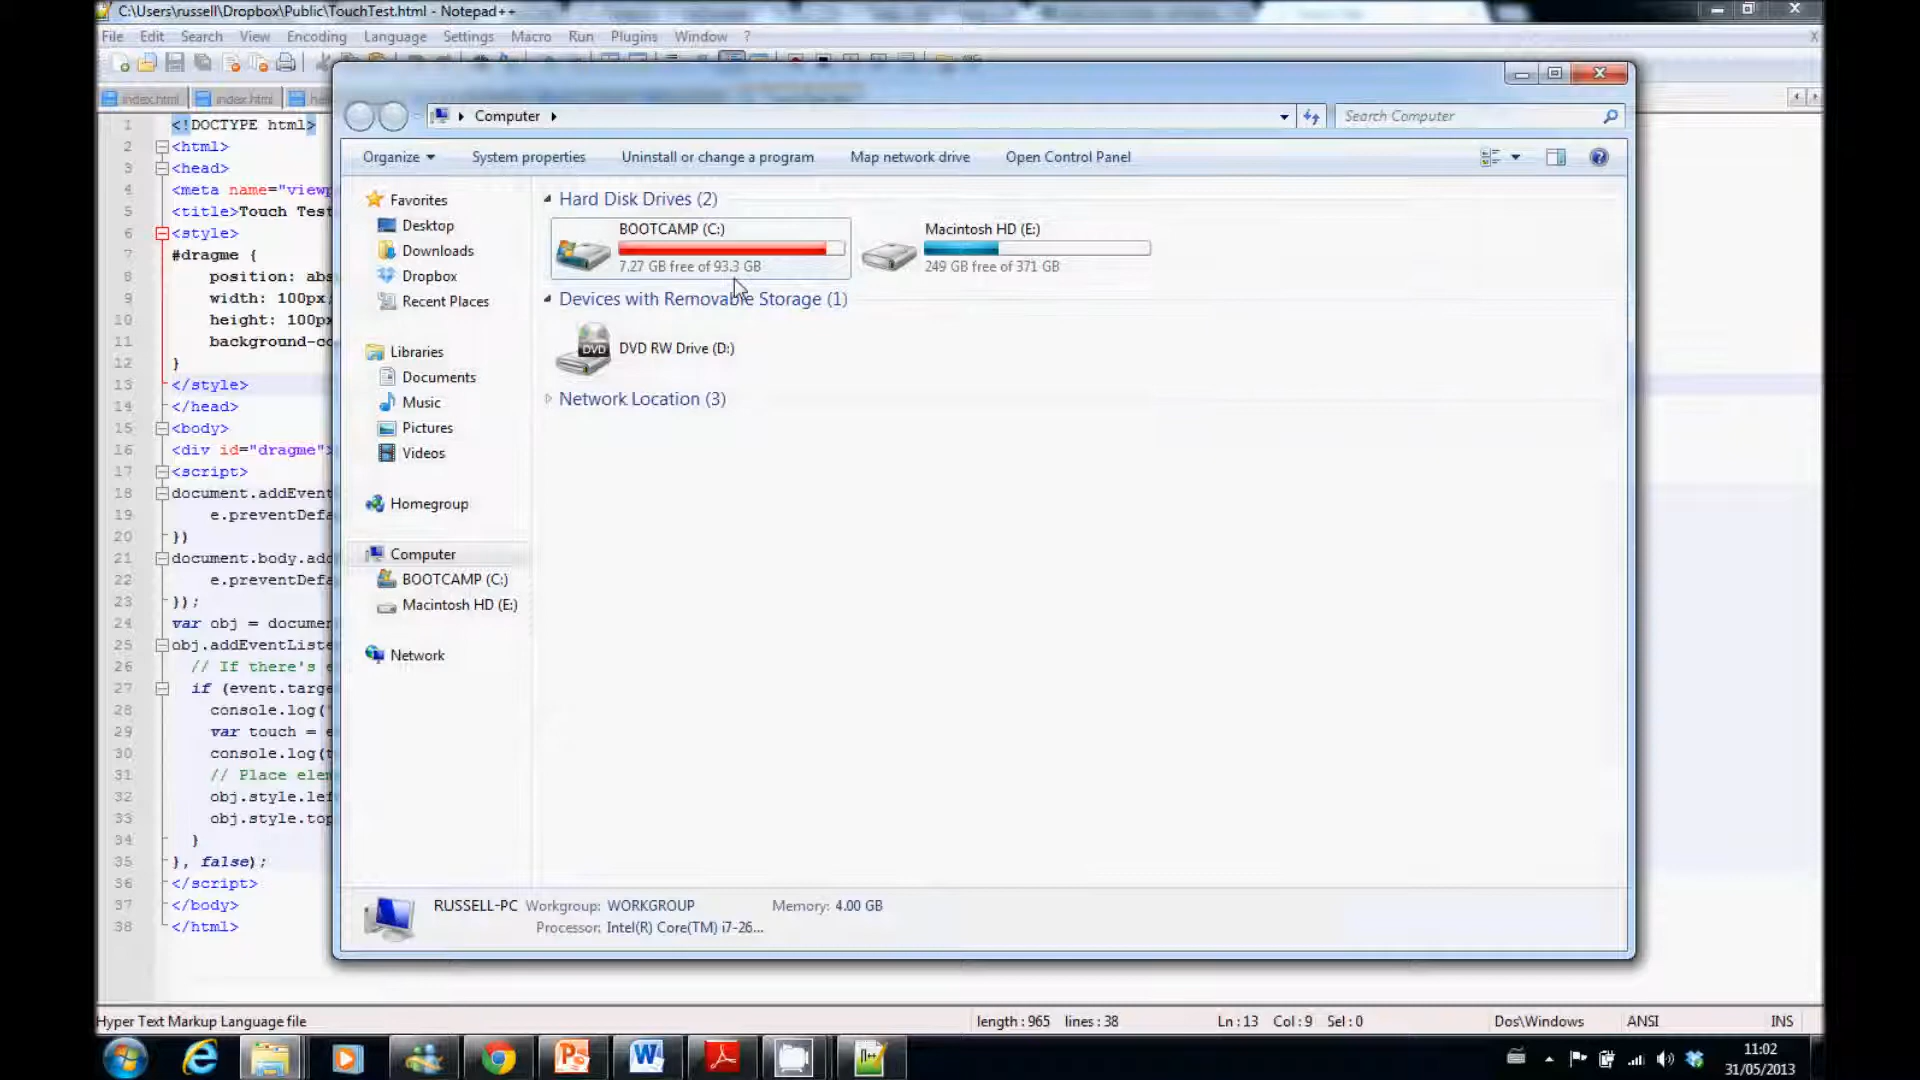 C:\Users\russell\Dropbox\Public\TouchTest.html - Notepad++
File Edit Search View Encoding Language Settings Macro Run Plugins Window ? X
index.html index.html
Computer
Search Computer
Organize System properties Uninstall or change a program Map network drive Open Control Panel
Favorites
Desktop
Downloads
Dropbox
Recent Places
Libraries
Documents
Music
Pictures
Videos
Homegroup
Computer
BOOTCAMP (C:)
Macintosh HD (E:)
Network
Hard Disk Drives (2)
BOOTCAMP (C:)
7.27 GB free of 93.3 GB
Macintosh HD (E:)
249 GB free of 371 GB
Devices with Removable Storage (1)
DVD
DVD RW Drive (D:)
Network Location (3)
RUSSELL-PC Workgroup: WORKGROUP Memory: 4.00 GB
Processor: Intel(R) Core(TM) i7-26...
1 <!DOCTYPE html>
2 <html>
3 <head>
4 <meta name="viewp
5 <title>Touch Test
6 <style>
7 #dragme {
8 position: abs
9 width: 100px;
10 height: 100px
11 background-co
12 }
13 </style>
14 </head>
15 <body>
16 <div id="dragme">
17 <script>
18 document.addEvent
19 e.preventDefa
20 })
21 document.body.add
22 e.preventDefa
23 });
24 var obj = documen
25 obj.addEventListe
26 // If there's e
27 if (event.targe
28 console.log("
29 var touch = e
30 console.log(t
31 // Place elem
32 obj.style.lef
33 obj.style.top
34 }
35 }, false);
36 </script>
37 </body>
38 </html>
Hyper Text Markup Language file length : 965 lines : 38 Ln : 13 Col : 9 Sel : 0 Dos\Windows ANSI INS
11:02
31/05/2013